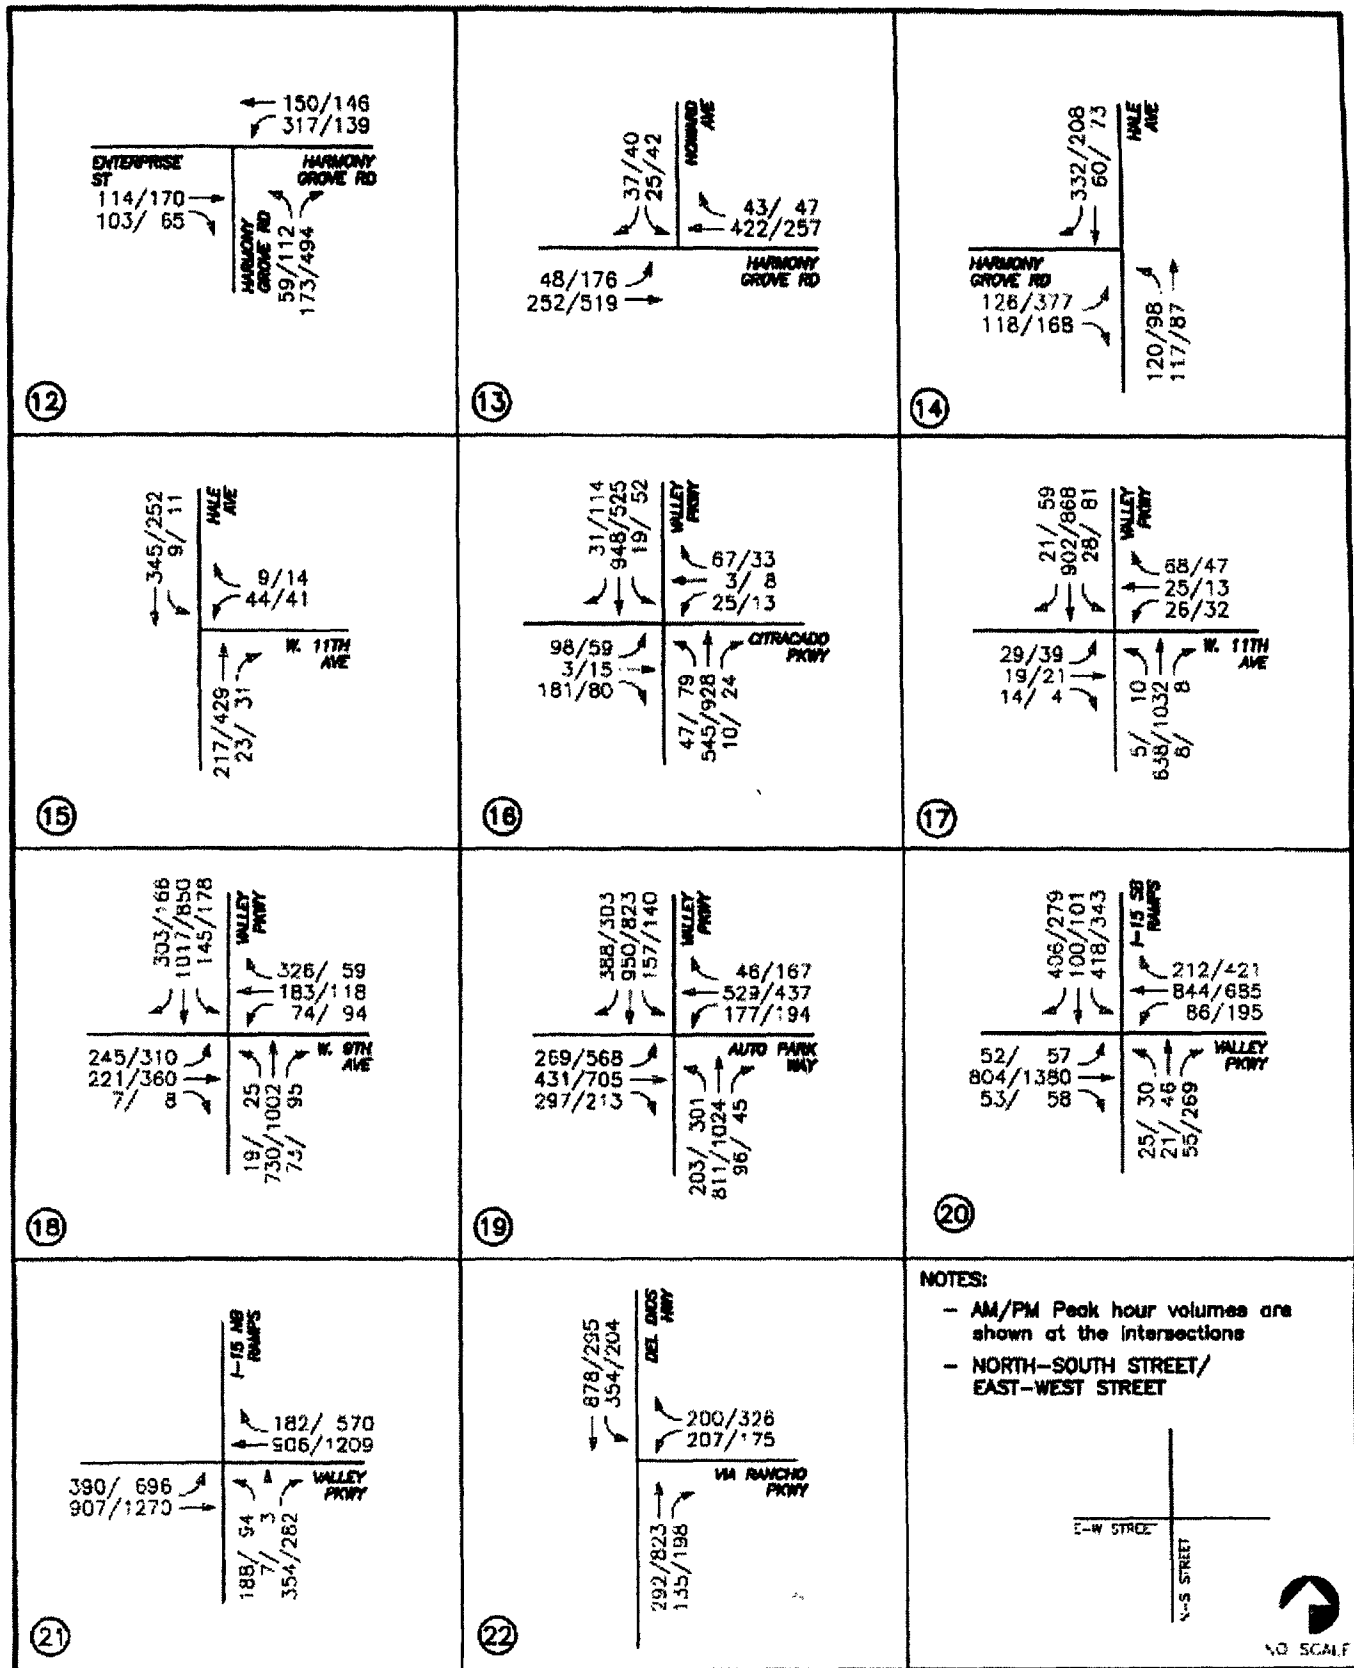 150/146
317/139
ENTERPRISE
ST
HARMONY
GROVE RD
114/170
103/ 65
HARMONY
GROVE RD
59/112
173/494
12
37/40
25/42
HOWARD
AVE
43/ 47
422/257
HARMONY
GROVE RD
48/176
252/519
13
332/208
60/ 73
HALE
AVE
HARMONY
GROVE RD
126/377
118/168
120/98
117/87
14
345/252
9/ 11
HALE
AVE
9/14
44/41
W. 11TH
AVE
217/429
23/ 31
15
31/114
948/525
19/ 52
VALLEY
PKWY
67/33
3/ 8
25/13
CITRACADO
PKWY
98/59
3/15
181/80
47/ 79
545/928
10/ 24
16
21/ 59
902/868
28/ 81
VALLEY
PKWY
68/47
25/13
26/32
W. 11TH
AVE
29/39
19/21
14/ 4
5/ 10
638/1032
8/ 8
17
303/166
1017/850
145/178
VALLEY
PKWY
326/ 59
183/118
74/ 94
W. 9TH
AVE
245/310
221/360
7/
19/ 25
730/1002
73/ 95
18
388/303
950/823
157/140
VALLEY
PKWY
46/167
529/437
177/194
AUTO PARK
WAY
269/568
431/705
297/213
203/ 301
811/1024
96/ 45
19
406/279
100/101
418/343
I-15 SB
RAMPS
212/421
844/685
86/195
VALLEY
PKWY
52/ 57
804/1380
53/ 58
25/ 30
21/ 46
55/269
20
I-15 NB
RAMPS
182/ 570
906/1209
VALLEY
PKWY
390/ 696
907/1270
188/ 94
7/ 3
354/262
21
878/295
354/204
DEL DIOS
HWY
200/326
207/175
VIA RANCHO
PKWY
292/823
135/198
22
NOTES:
- AM/PM Peak hour volumes are
shown at the intersections
- NORTH-SOUTH STREET/
EAST-WEST STREET
E-W STREET
N-S STREET
NO SCALE